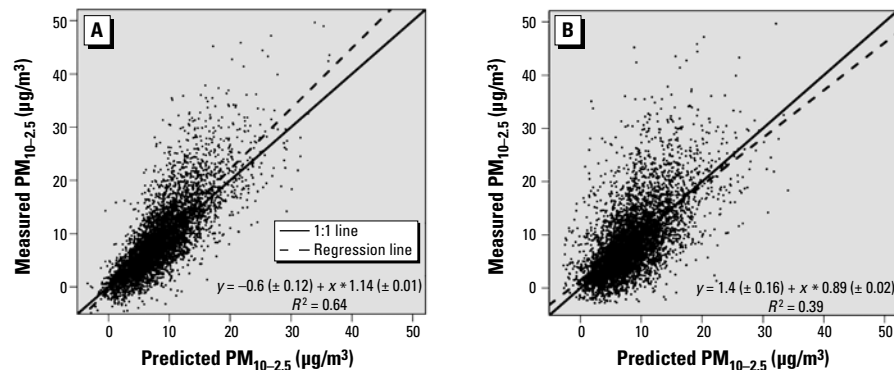 A
Measured PM10–2.5 (µg/m3)
50
40
30
20
10
0
1:1 line
Regression line
y = –0.6 (± 0.12) + x * 1.14 (± 0.01)
R2 = 0.64
0 10 20 30 40 50
Predicted PM10–2.5 (µg/m3)
B
Measured PM10–2.5 (µg/m3)
50
40
30
20
10
0
y = 1.4 (± 0.16) + x * 0.89 (± 0.02)
R2 = 0.39
0 10 20 30 40 50
Predicted PM10–2.5 (µg/m3)